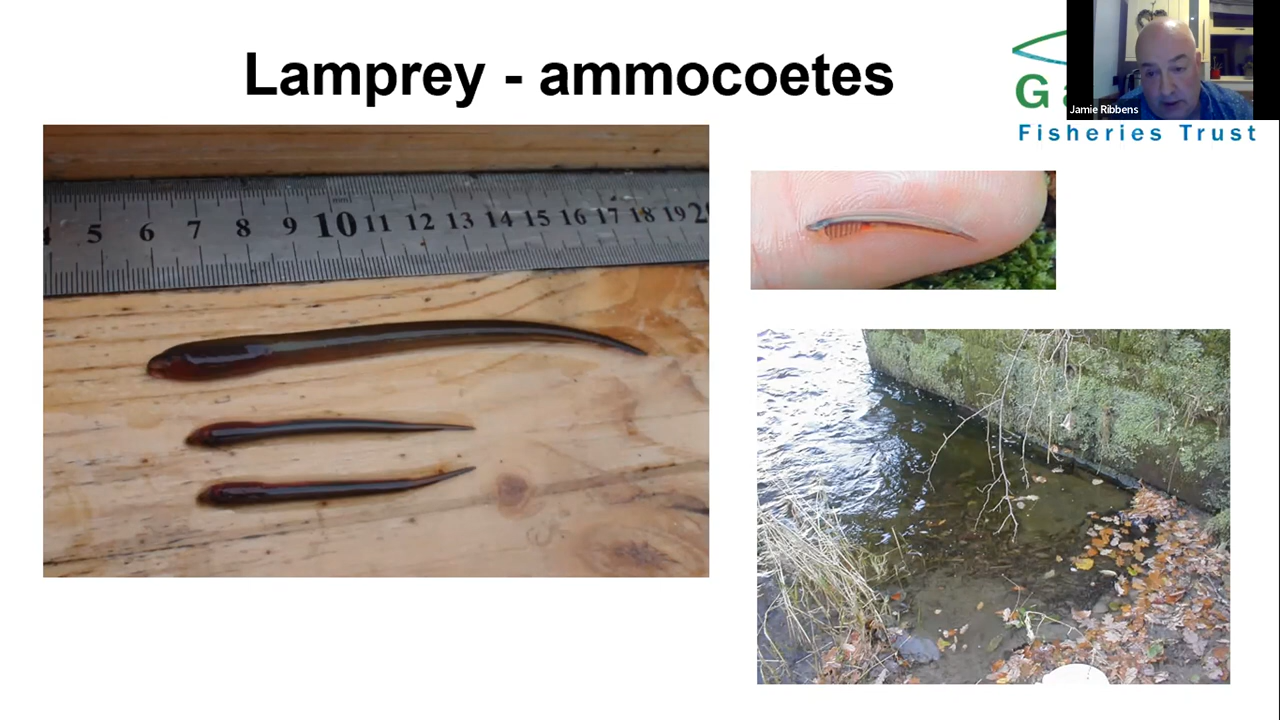 Lamprey - ammocoetes
Jamie Ribbens
Fisheries Trust
mm
5 6 7 8 9 10 11 12 13 14 15 16 17 18 19